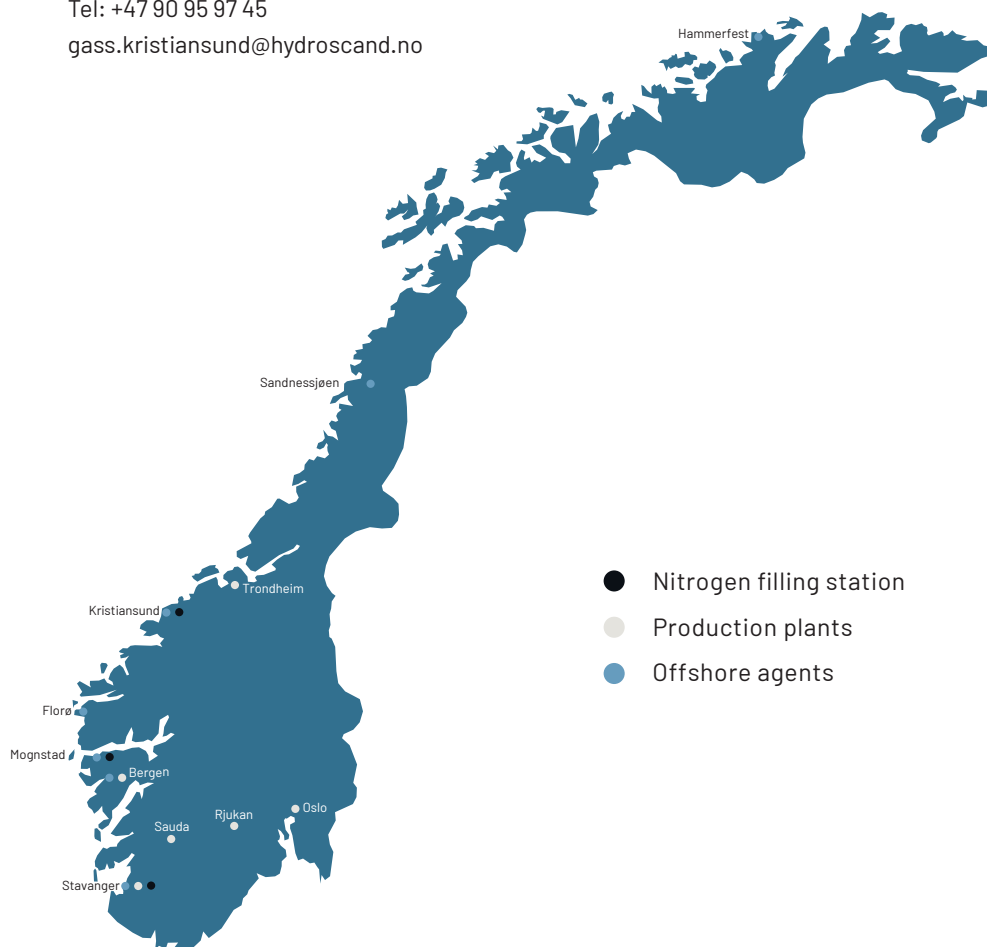 Tel: +47 90 95 97 45
gass.kristiansund@hydroscand.no
Hammerfest
Sandnessjøen
Nitrogen filling station
Trondheim
Kristiansund
Production plants
Offshore agents
Florø
Mognstad
Bergen
Oslo
Rjukan
Sauda
Stavanger